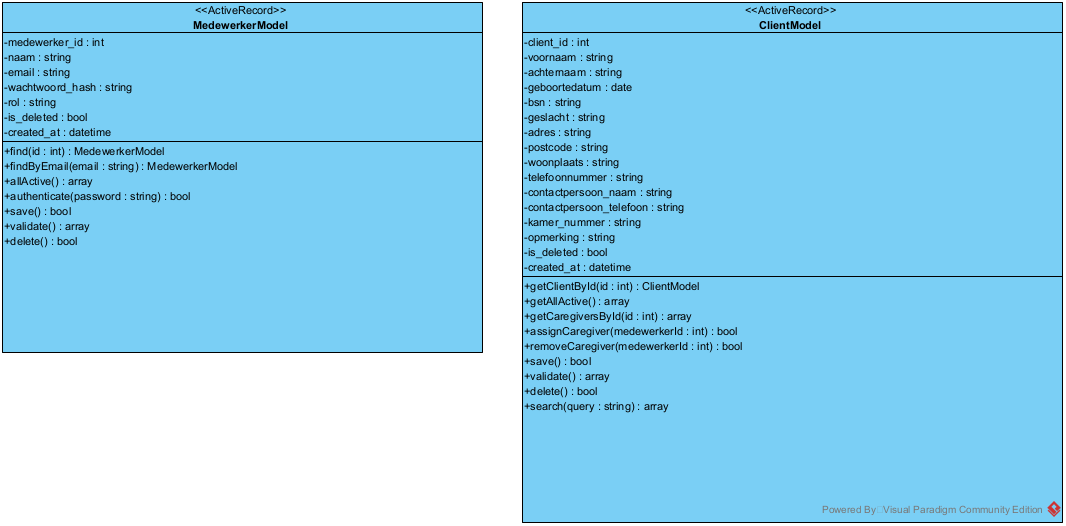 <<ActiveRecord>>
MedewerkerModel
-medewerker_id : int
-naam : string
-email : string
-wachtwoord_hash : string
-rol : string
-is_deleted : bool
-created_at : datetime
+find(id : int) : MedewerkerModel
+findByEmail(email : string) : MedewerkerModel
+allActive() : array
+authenticate(password : string) : bool
+save() : bool
+validate() : array
+delete() : bool
<<ActiveRecord>>
ClientModel
-client_id : int
-voornaam : string
-achternaam : string
-geboortedatum : date
-bsn : string
-geslacht : string
-adres : string
-postcode : string
-woonplaats : string
-telefoonnummer : string
-contactpersoon_naam : string
-contactpersoon_telefoon : string
-kamer_nummer : string
-opmerking : string
-is_deleted : bool
-created_at : datetime
+getClientById(id : int) : ClientModel
+getAllActive() : array
+getCaregiversById(id : int) : array
+assignCaregiver(medewerkerId : int) : bool
+removeCaregiver(medewerkerId : int) : bool
+save() : bool
+validate() : array
+delete() : bool
+search(query : string) : array
Powered By Visual Paradigm Community Edition